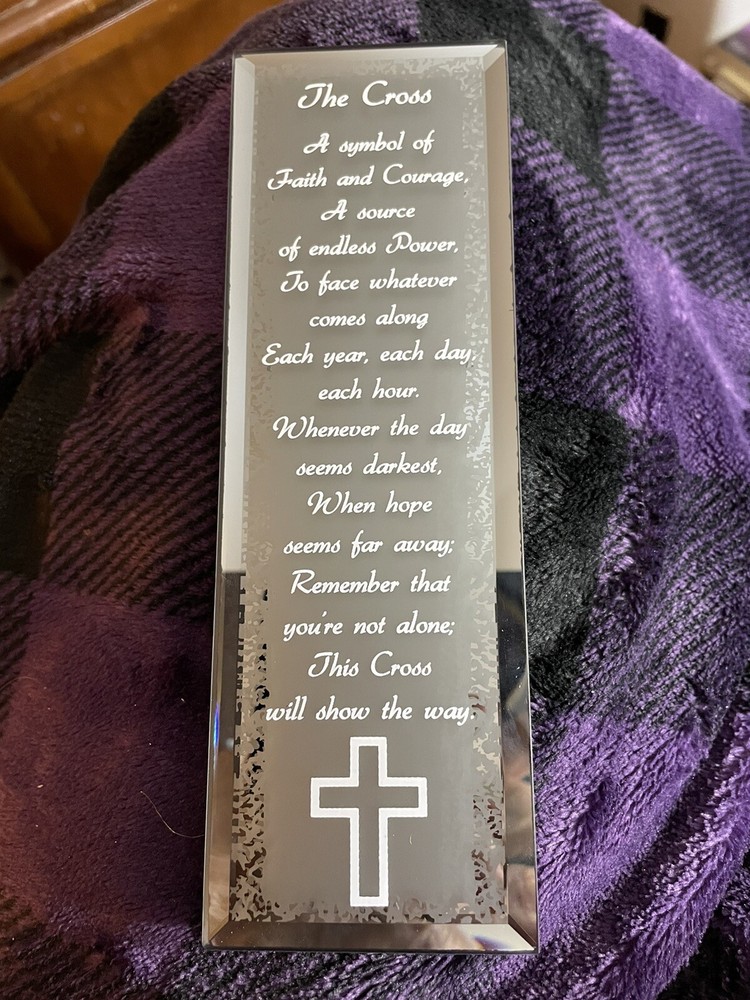 The Cross
A symbol of
Faith and Courage,
A source
of endless Power,
To face whatever
comes along
Each year, each day,
each hour.
Whenever the day
seems darkest,
When hope
seems far away;
Remember that
you're not alone;
This Cross
will show the way.